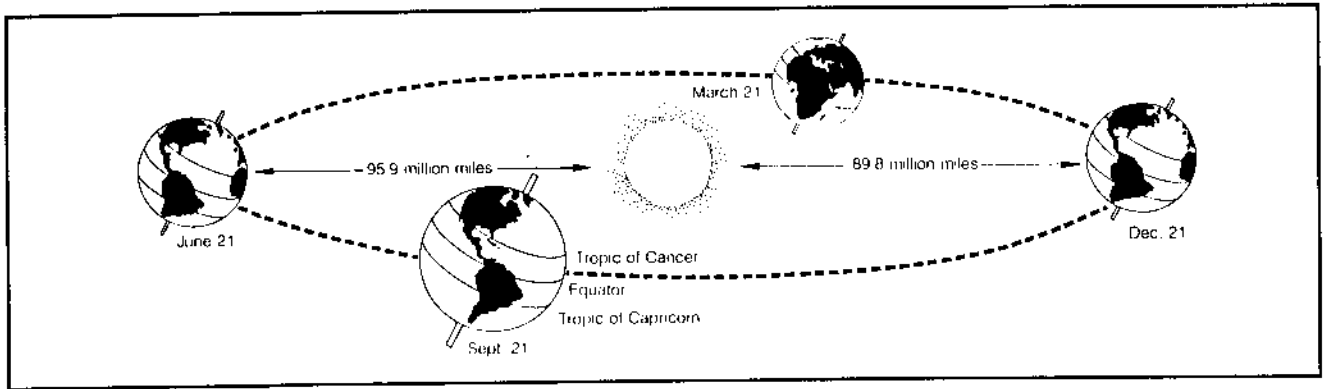 March 21
95.9 million miles
89.8 million miles
June 21
Dec. 21
Tropic of Cancer
Equator
Tropic of Capricorn
Sept. 21